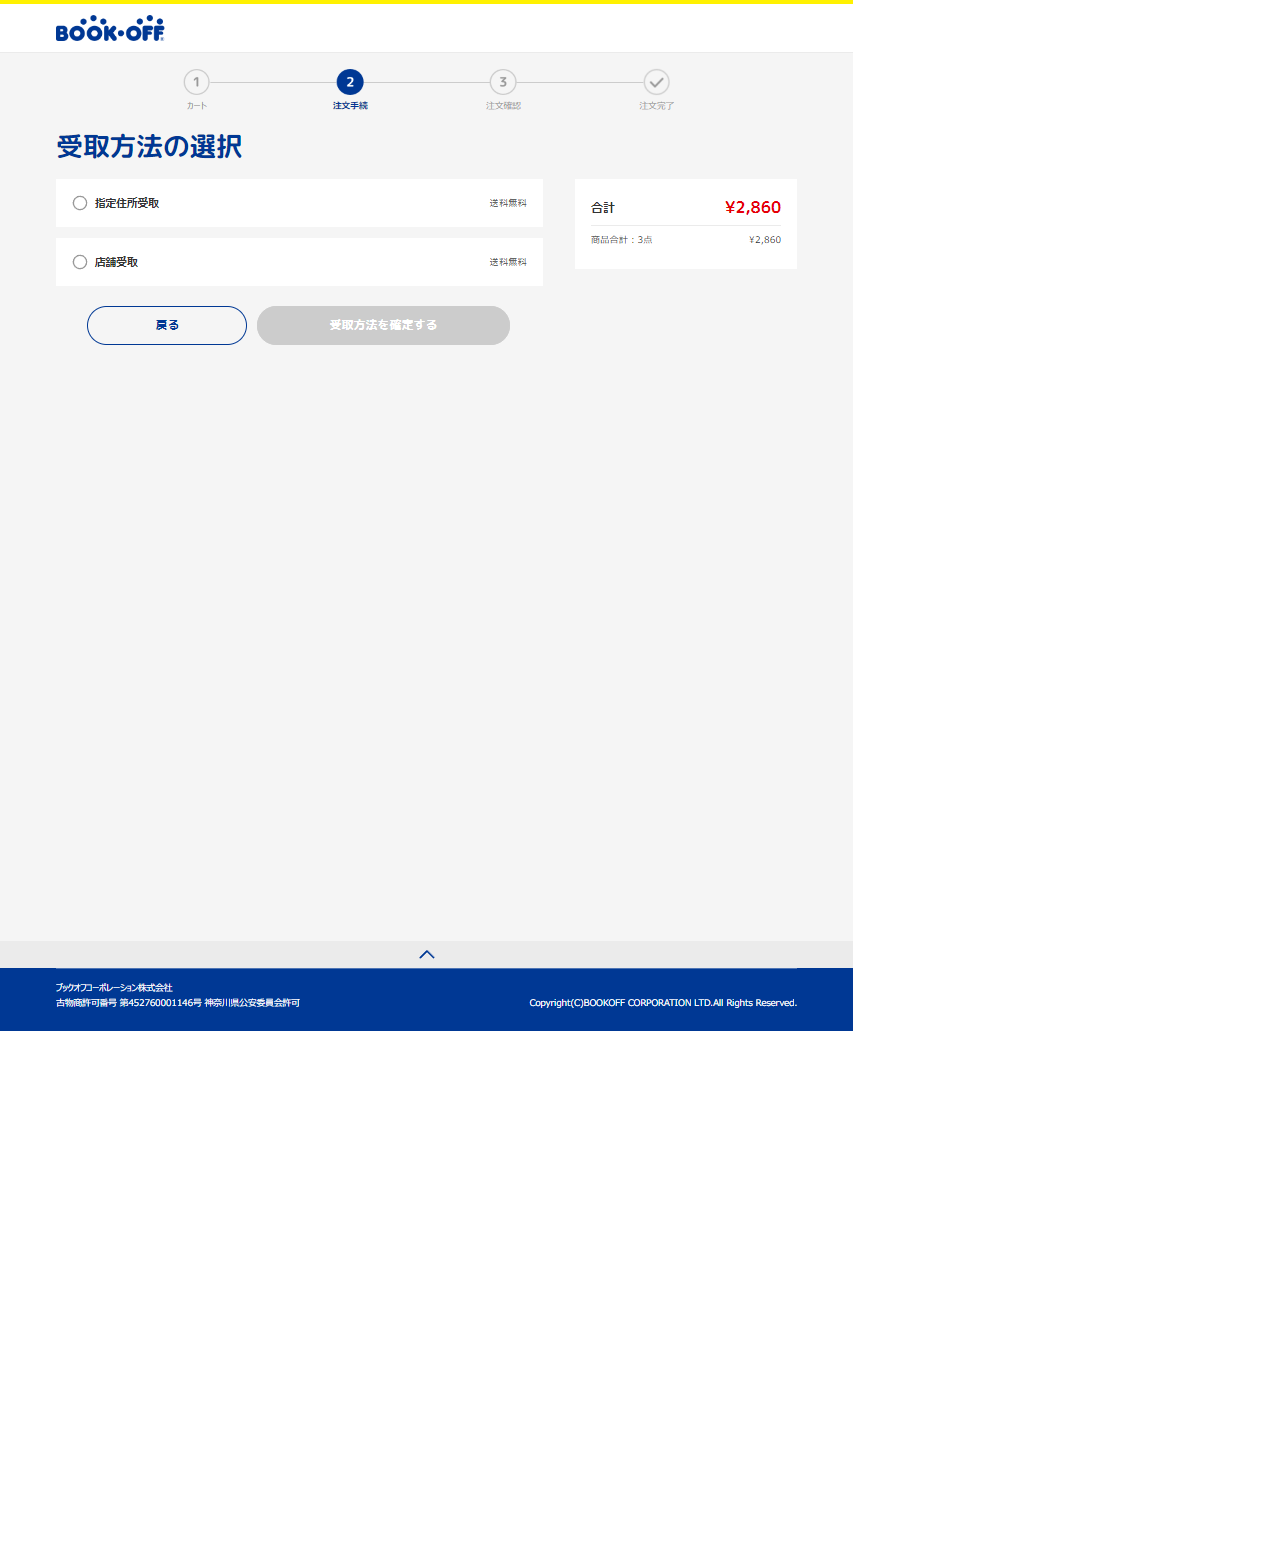 BOOK·OFF
1 2 3
カート 注文手続 注文確認 注文完了
受取方法の選択
指定住所受取 送料無料
店舗受取 送料無料
戻る 受取方法を確定する
合計 ¥2,860
商品合計：3点 ¥2,860
ブックオフコーポレーション株式会社
古物商許可番号 第452760001146号 神奈川県公安委員会許可
Copyright(C)BOOKOFF CORPORATION LTD.All Rights Reserved.